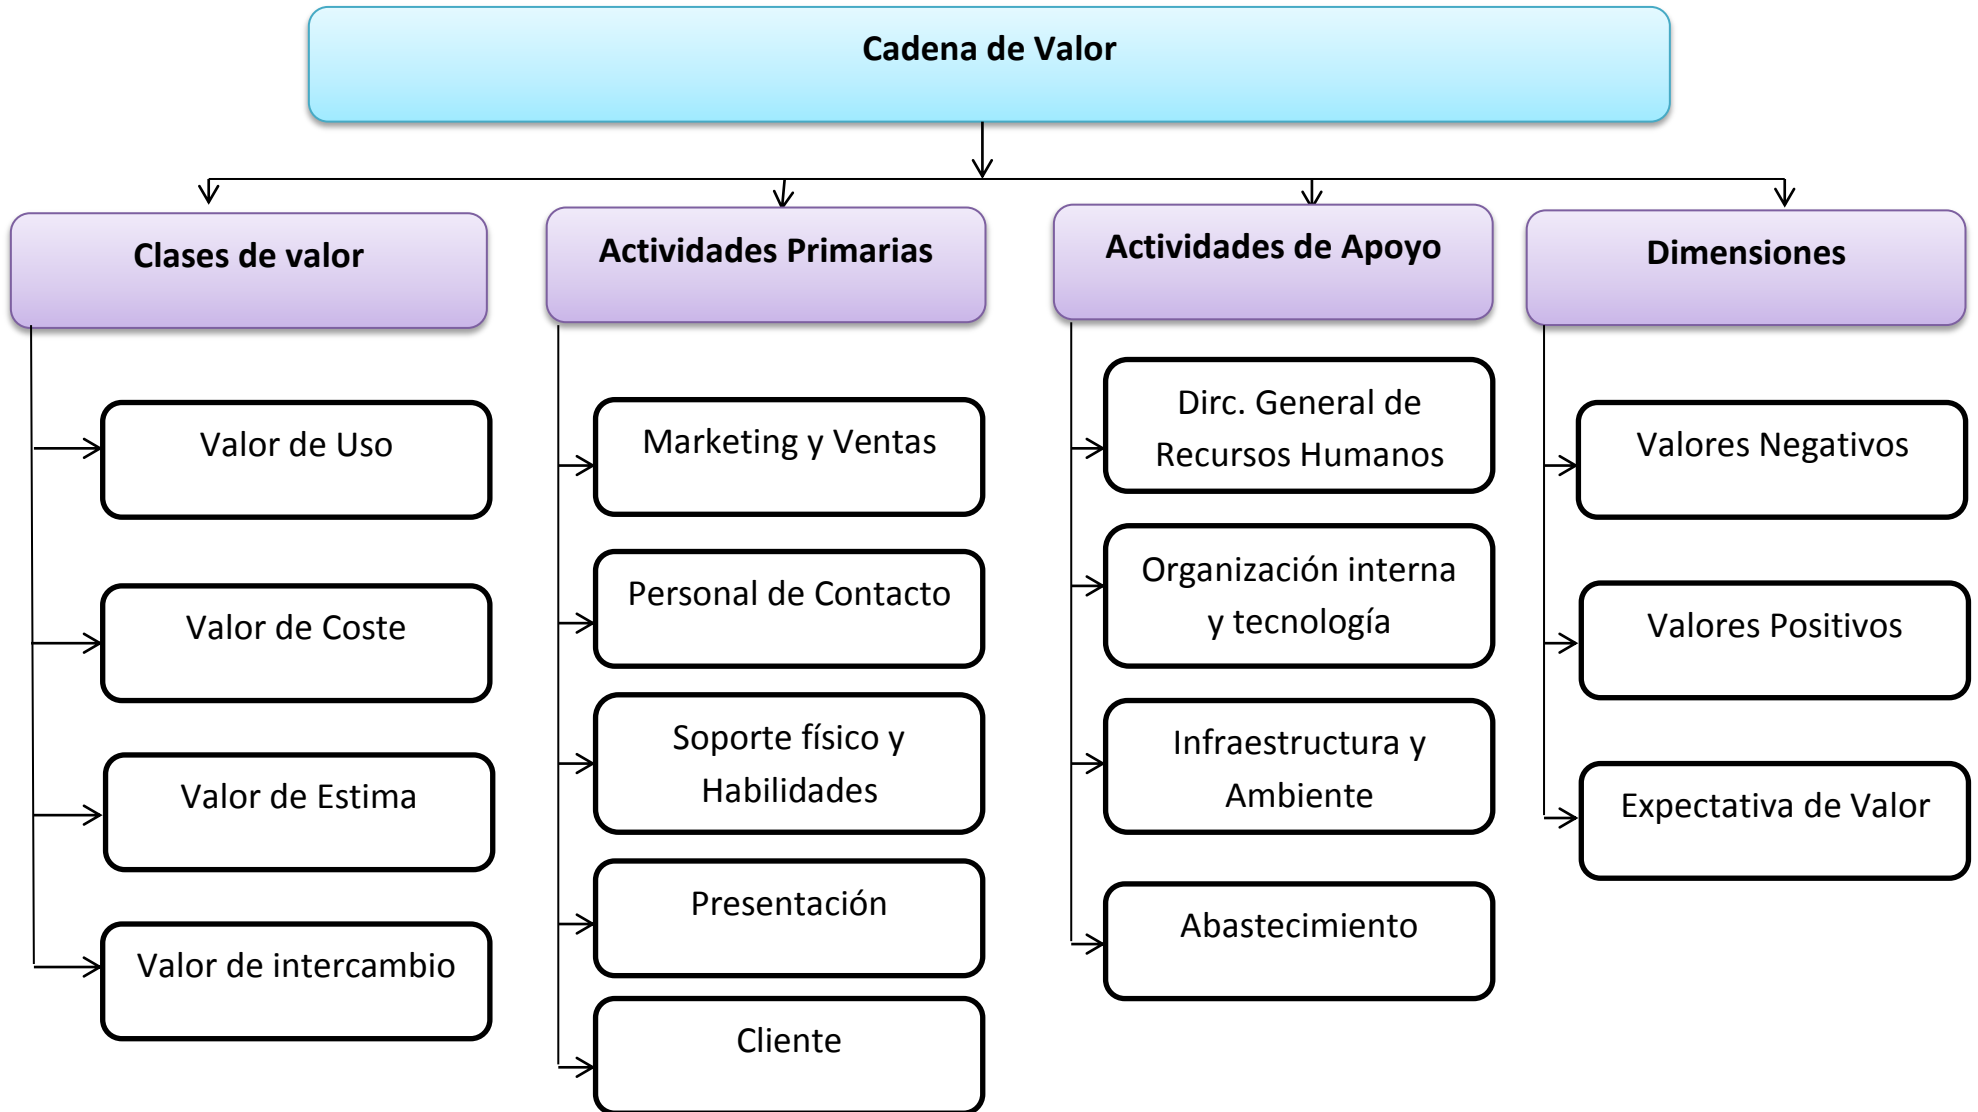 Cadena de Valor
Clases de valor
Valor de Uso
Valor de Coste
Valor de Estima
Valor de intercambio
Actividades Primarias
Marketing y Ventas
Personal de Contacto
Soporte físico y
Habilidades
Presentación
Cliente
Actividades de Apoyo
Dirc. General de
Recursos Humanos
Organización interna
y tecnología
Infraestructura y
Ambiente
Abastecimiento
Dimensiones
Valores Negativos
Valores Positivos
Expectativa de Valor